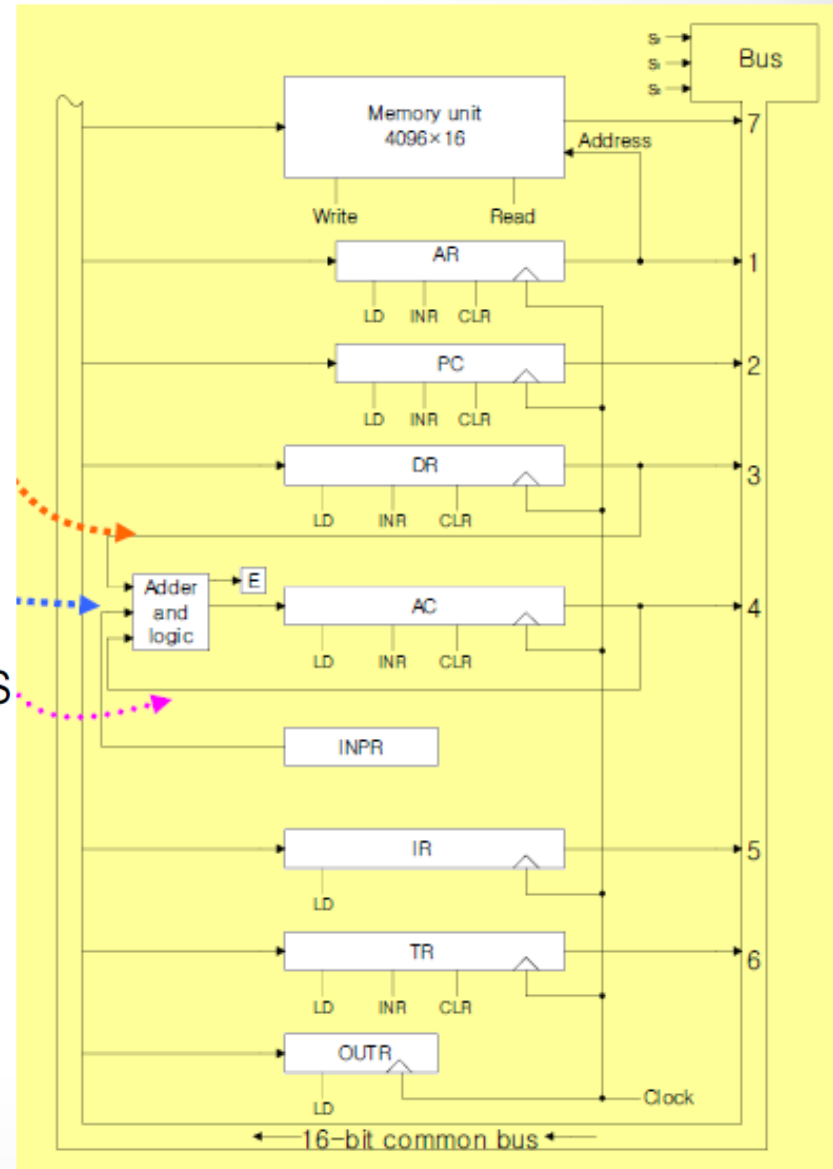 Bus
Memory unit
4096×16
7
Address
Write
Read
AR
1
LD INR CLR
PC
2
LD INR CLR
DR
3
LD INR CLR
Adder
and
logic
E
AC
4
LD INR CLR
S
INPR
IR
5
LD
TR
6
LD INR CLR
OUTR
LD
Clock
16-bit common bus